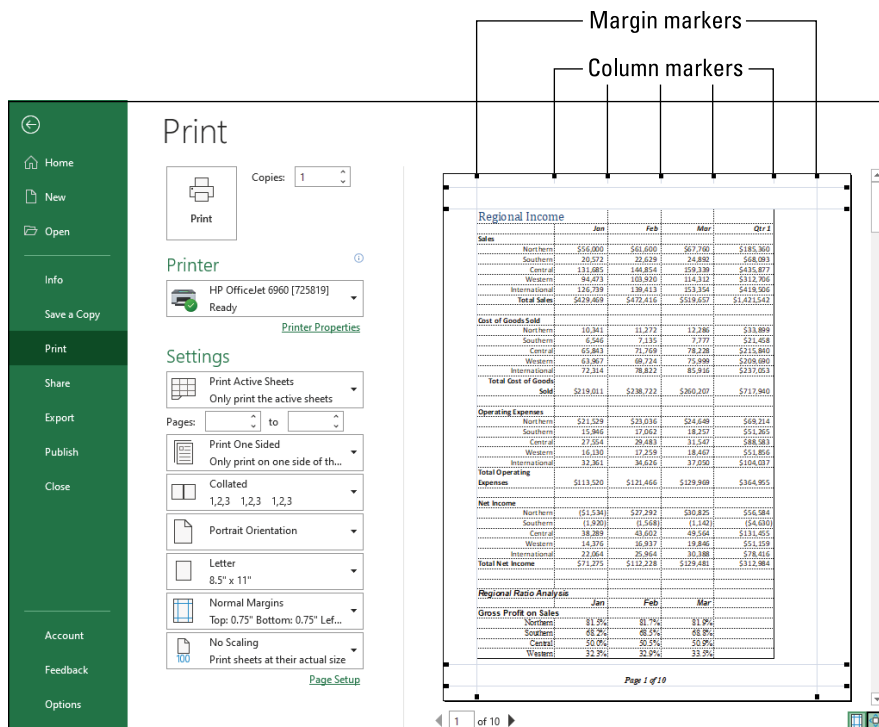 Margin markers
Column markers
Print
Home
New
Open
Info
Save a Copy
Print
Share
Export
Publish
Close
Account
Feedback
Options
Print
Copies: 1
Printer
HP OfficeJet 6960 [725819]
Ready
Printer Properties
Settings
Print Active Sheets
Only print the active sheets
Pages: to
Print One Sided
Only print on one side of th...
Collated
1,2,3 1,2,3 1,2,3
Portrait Orientation
Letter
8.5" x 11"
Normal Margins
Top: 0.75" Bottom: 0.75" Lef...
No Scaling
100 Print sheets at their actual size
Page Setup
Regional Income
Jan Feb Mar Qtr 1
Sales
Northern $56,000 $61,600 $67,760 $185,360
Southern 20,572 22,629 24,892 $68,093
Central 131,685 144,854 159,339 $435,877
Western 94,473 103,920 114,312 $312,706
International 126,739 139,413 153,354 $419,506
Total Sales $429,469 $472,416 $519,657 $1,421,542
Cost of Goods Sold
Northern 10,341 11,272 12,286 $33,899
Southern 6,546 7,135 7,777 $21,458
Central 65,843 71,769 78,228 $215,840
Western 63,967 69,724 75,999 $209,690
International 72,314 78,822 85,916 $237,053
Total Cost of Goods
Sold $219,011 $238,722 $260,207 $717,940
Operating Expenses
Northern $21,529 $23,036 $24,649 $69,214
Southern 15,946 17,062 18,257 $51,265
Central 27,554 29,483 31,547 $88,583
Western 16,130 17,259 18,467 $51,856
International 32,361 34,626 37,050 $104,037
Total Operating
Expenses $113,520 $121,466 $129,969 $364,955
Net Income
Northern ($1,534) $27,292 $30,825 $56,584
Southern (1,920) (1,568) (1,142) ($4,630)
Central 38,289 43,602 49,564 $131,455
Western 14,376 16,937 19,846 $51,159
International 22,064 25,964 30,388 $78,416
Total Net Income $71,275 $112,228 $129,481 $312,984
Regional Ratio Analysis
Jan Feb Mar
Gross Profit on Sales
Northern 81.5% 81.7% 81.9%
Southern 68.2% 68.5% 68.8%
Central 50.0% 50.5% 50.9%
Western 32.3% 32.9% 33.5%
Page 1 of 10
1 of 10